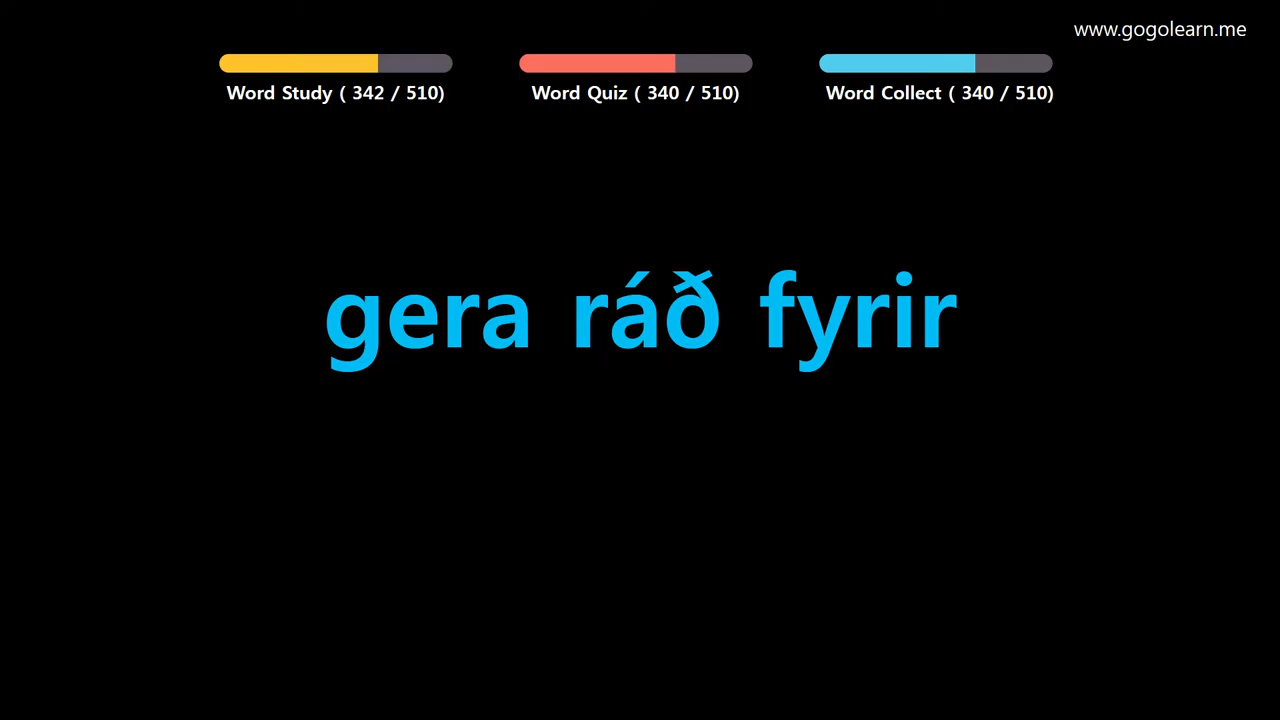 www.gogolearn.me
Word Study ( 342 / 510)
Word Quiz ( 340 / 510)
Word Collect ( 340 / 510)
gera ráð fyrir